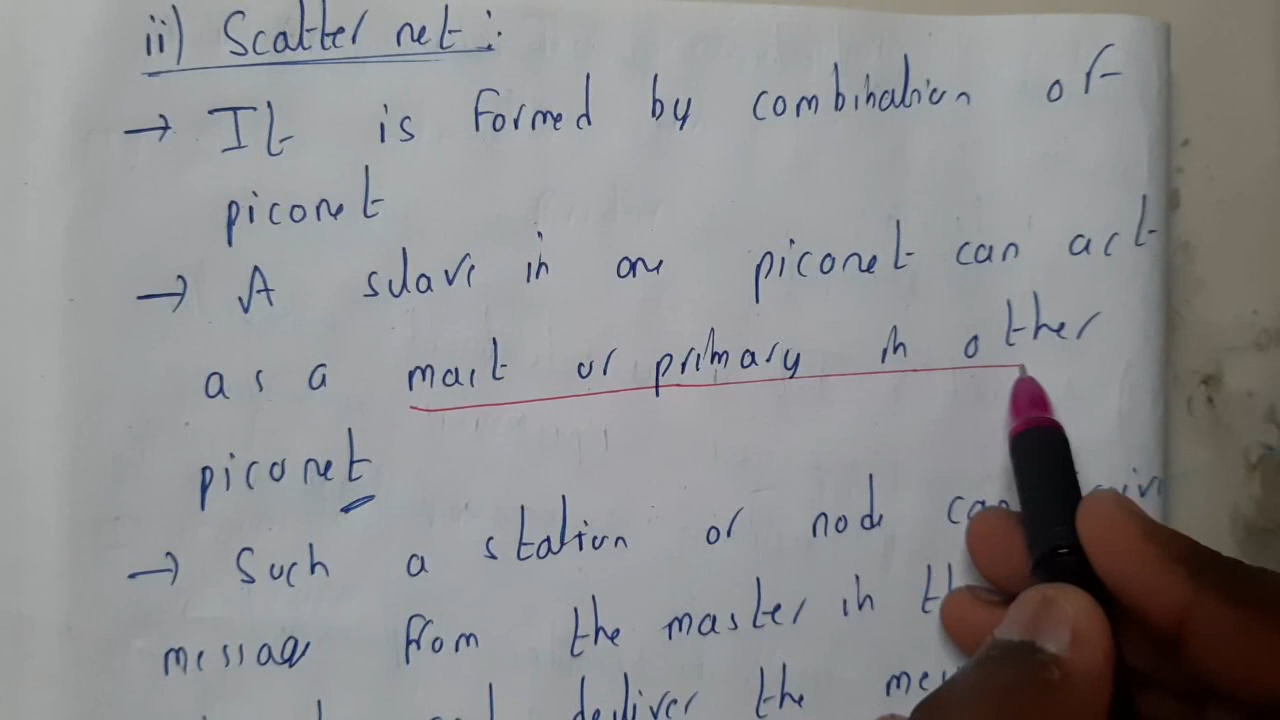 ii) Scatter net :
→ It is formed by combination of
piconet
→ A slave in one piconet can act
as a mast or primary in other
piconet
→ Such a station or node can
message from the master in
deliver the